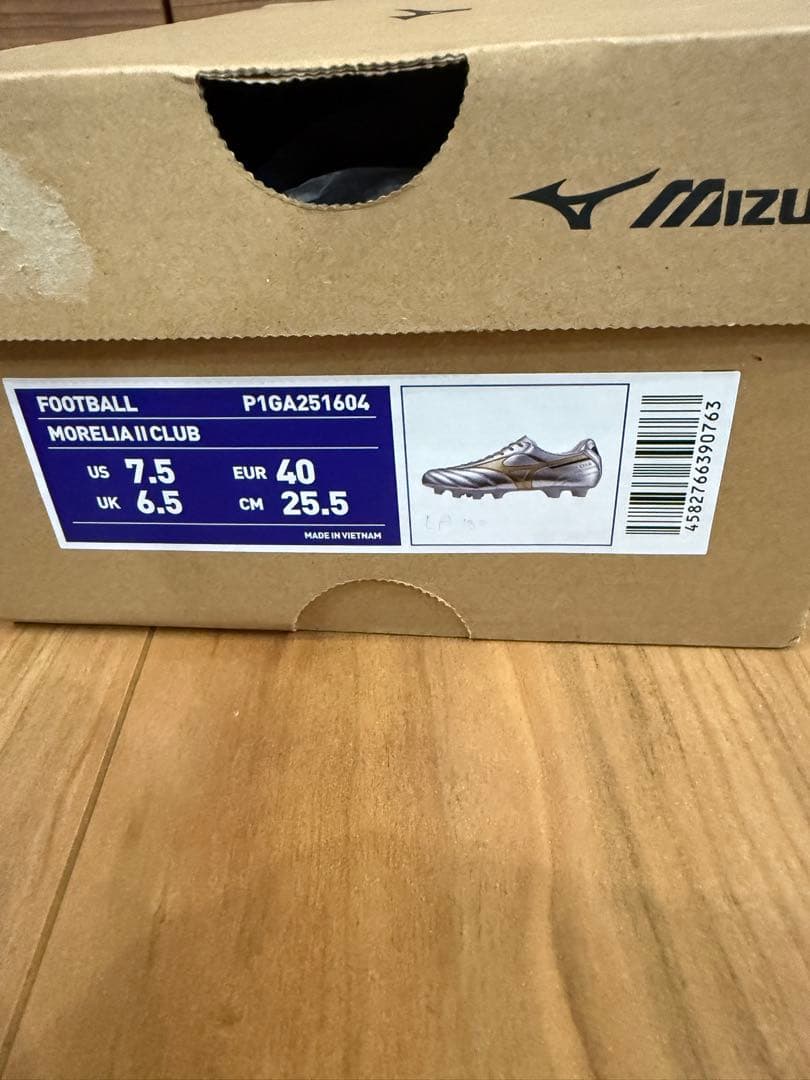 MIZU
FOOTBALL P1GA251604
MORELIA II CLUB
US 7.5 EUR 40
UK 6.5 CM 25.5
MADE IN VIETNAM
4582766390763